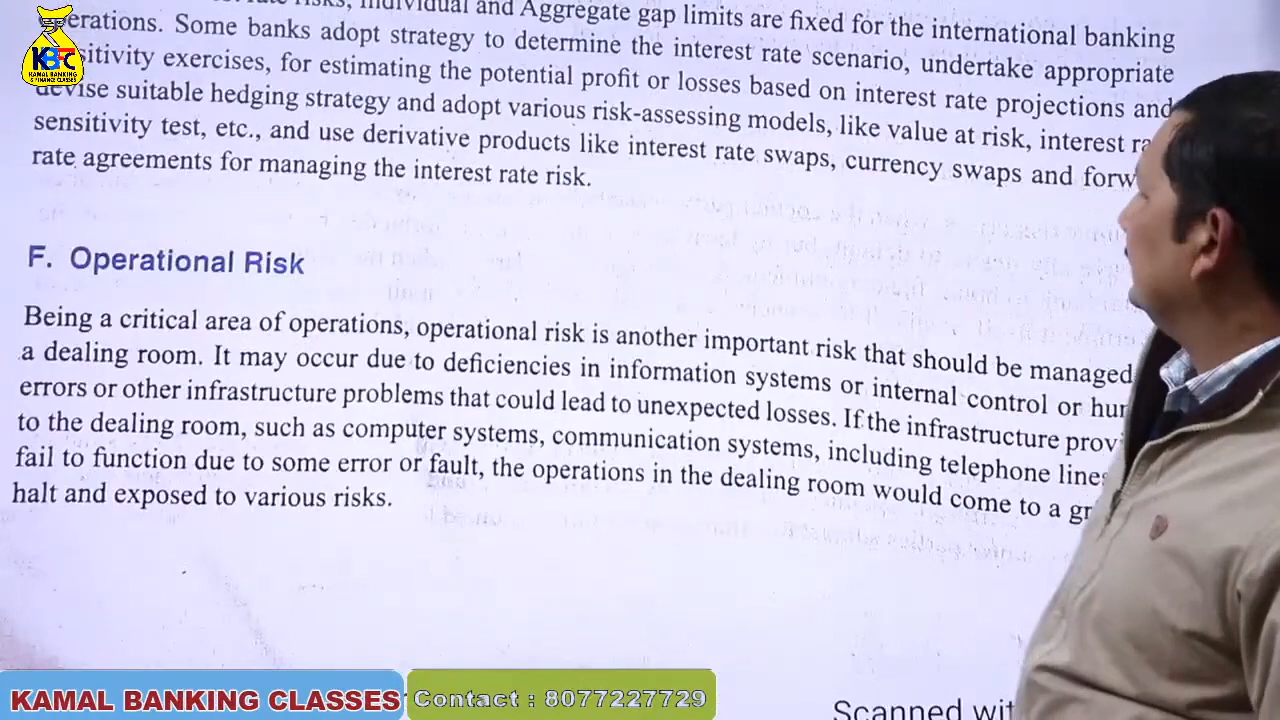 Individual and Aggregate gap limits are fixed for the international banking
erations. Some banks adopt strategy to determine the interest rate scenario, undertake appropriate
sitivity exercises, for estimating the potential profit or losses based on interest rate projections and
devise suitable hedging strategy and adopt various risk-assessing models, like value at risk, interest ra
sensitivity test, etc., and use derivative products like interest rate swaps, currency swaps and forw
rate agreements for managing the interest rate risk.
F. Operational Risk
Being a critical area of operations, operational risk is another important risk that should be managed
a dealing room. It may occur due to deficiencies in information systems or internal control or hu
errors or other infrastructure problems that could lead to unexpected losses. If the infrastructure prov
to the dealing room, such as computer systems, communication systems, including telephone lines
fail to function due to some error or fault, the operations in the dealing room would come to a gr
halt and exposed to various risks.
KBC
KAMAL BANKING
& FINANCE CLASSES
KAMAL BANKING CLASSES
Contact : 8077227729
Scanned wit